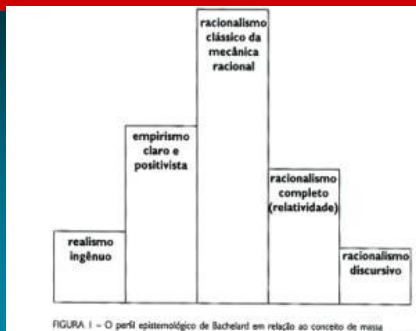 racionalismo
clássico da
mecânica
racional
empirismo
claro e
positivista
racionalismo
completo
(relatividade)
realismo
ingênuo
racionalismo
discursivo
FIGURA 1 – O perfil epistemológico de Bachelard em relação ao conceito de massa